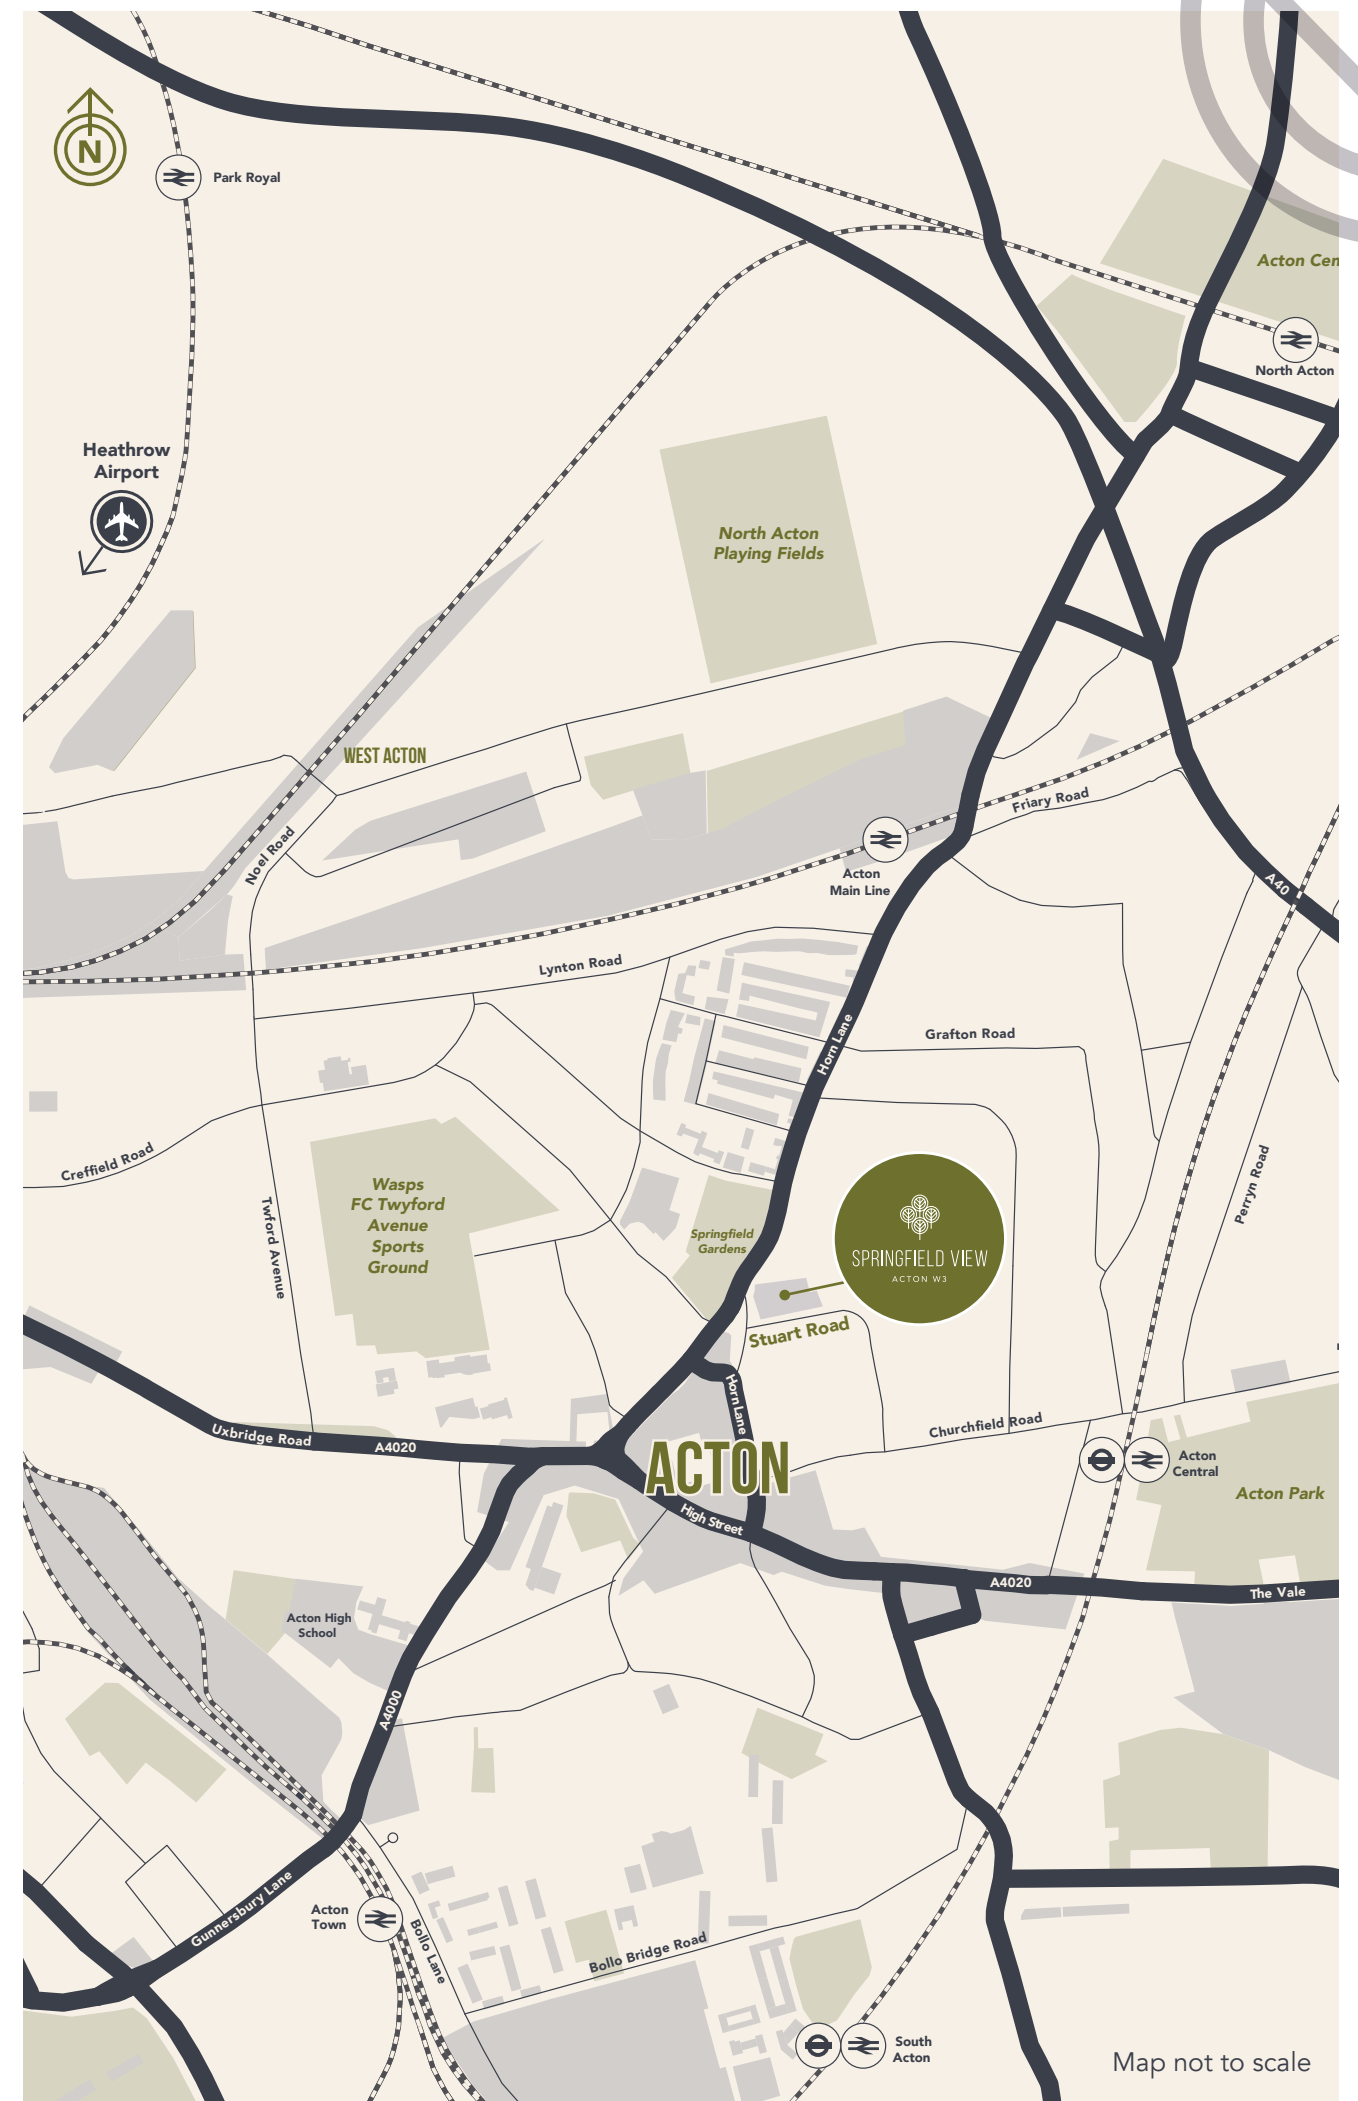 N
Park Royal
Acton Cen
North Acton
Heathrow
Airport
North Acton
Playing Fields
WEST ACTON
Friary Road
Noel Road
Acton
Main Line
A40
Lynton Road
Horn Lane
Grafton Road
Creffield Road
Perryn Road
Wasps
FC Twyford
Avenue
Sports
Ground
Twford Avenue
Springfield
Gardens
SPRINGFIELD VIEW
ACTON W3
Stuart Road
Horn Lane
Churchfield Road
Uxbridge Road
A4020
ACTON
Acton
Central
Acton Park
High Street
A4020
The Vale
Acton High
School
A4000
Gunnersbury Lane
Acton
Town
Bollo Lane
Bollo Bridge Road
South
Acton
Map not to scale